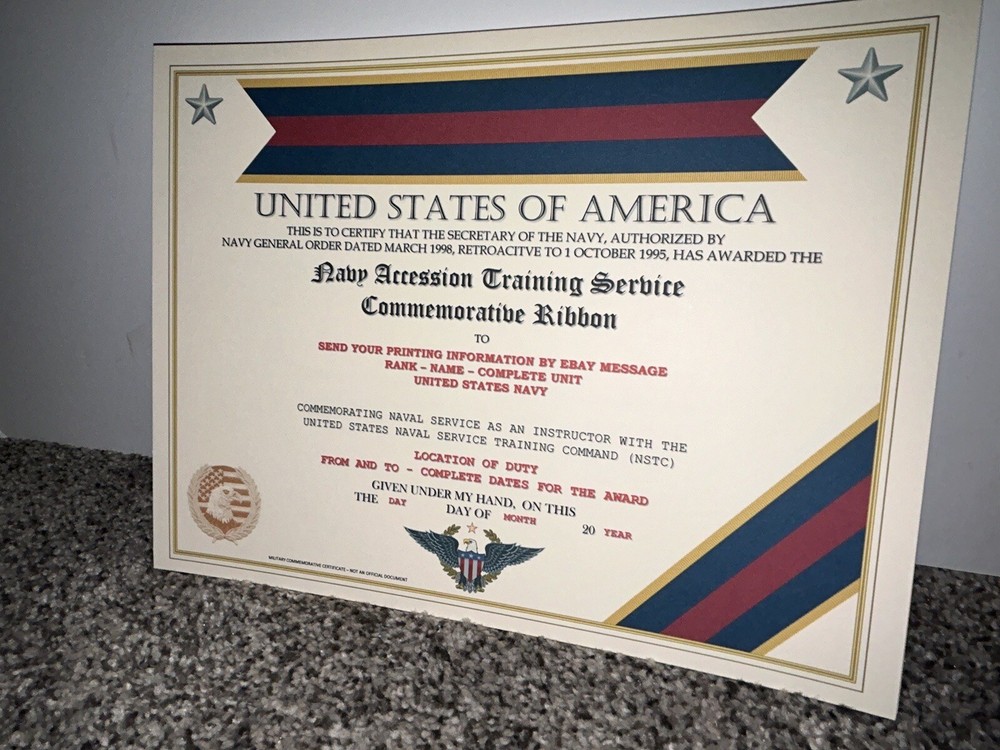 UNITED STATES OF AMERICA
THIS IS TO CERTIFY THAT THE SECRETARY OF THE NAVY, AUTHORIZED BY
NAVY GENERAL ORDER DATED MARCH 1998, RETROACITVE TO 1 OCTOBER 1995, HAS AWARDED THE
Navy Accession Training Service
Commemorative Ribbon
TO
SEND YOUR PRINTING INFORMATION BY EBAY MESSAGE
RANK – NAME – COMPLETE UNIT
UNITED STATES NAVY
COMMEMORATING NAVAL SERVICE AS AN INSTRUCTOR WITH THE
UNITED STATES NAVAL SERVICE TRAINING COMMAND (NSTC)
LOCATION OF DUTY
FROM AND TO – COMPLETE DATES FOR THE AWARD
GIVEN UNDER MY HAND, ON THIS
THE DAY DAY OF MONTH 20 YEAR
MILITARY COMMEMORATIVE CERTIFICATE – NOT AN OFFICIAL DOCUMENT